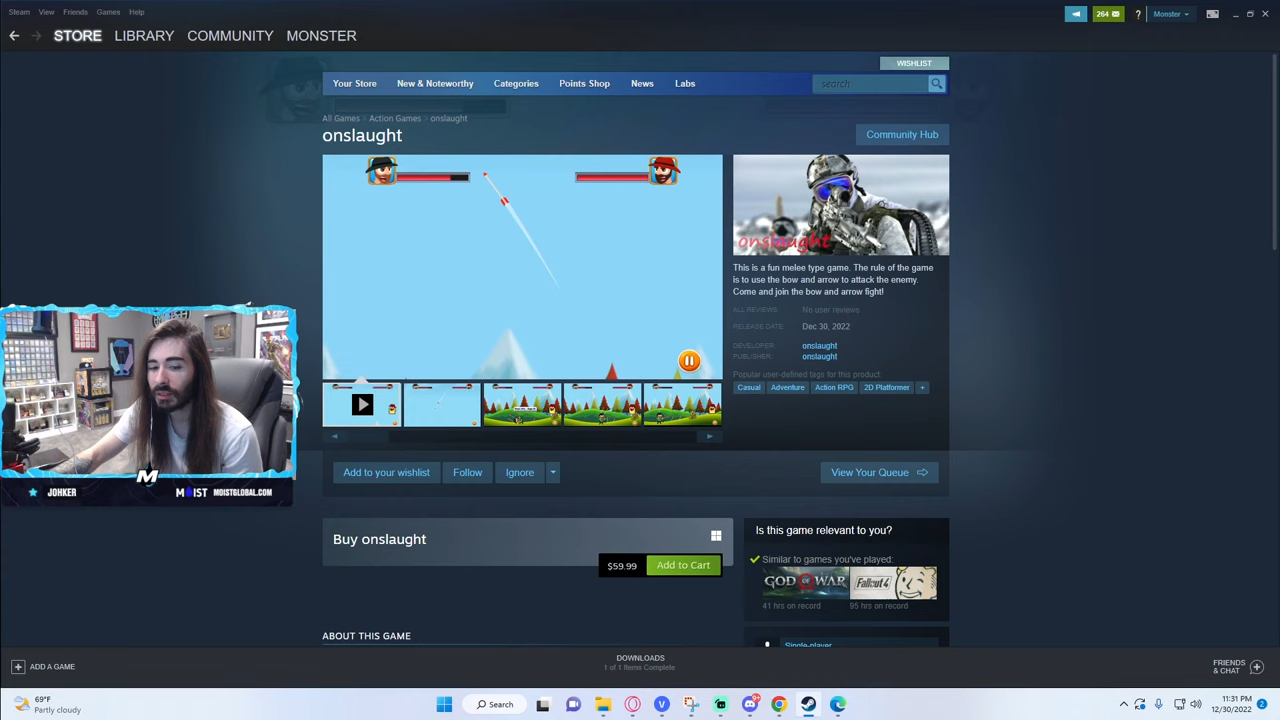 Steam View Friends Games Help
264
?
Monster
STORE LIBRARY COMMUNITY MONSTER
WISHLIST
Your Store New & Noteworthy Categories Points Shop News Labs
search
All Games > Action Games > onslaught
onslaught
Community Hub
onslaught
This is a fun melee type game. The rule of the game
is to use the bow and arrow to attack the enemy.
Come and join the bow and arrow fight!
ALL REVIEWS: No user reviews
RELEASE DATE: Dec 30, 2022
DEVELOPER: onslaught
PUBLISHER: onslaught
Popular user-defined tags for this product:
Casual Adventure Action RPG 2D Platformer +
Add to your wishlist Follow Ignore
View Your Queue
M
JOHKER MOIST MOISTGLOBAL.COM
Buy onslaught
$59.99 Add to Cart
Is this game relevant to you?
Similar to games you've played:
GOD OF WAR Fallout 4
41 hrs on record 95 hrs on record
ABOUT THIS GAME
Single-player
ADD A GAME
DOWNLOADS
1 of 1 Items Complete
FRIENDS
& CHAT
69°F
Partly cloudy
Search
11:31 PM
12/30/2022
2